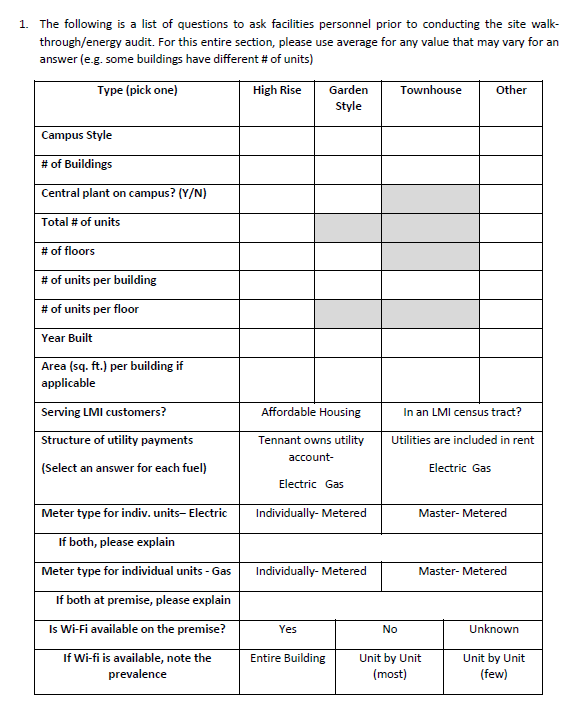 1. The following is a list of questions to ask facilities personnel prior to conducting the site walk-
through/energy audit. For this entire section, please use average for any value that may vary for an
answer (e.g. some buildings have different # of units)
Type (pick one) High Rise Garden Townhouse Other
Style
Campus Style
# of Buildings
Central plant on campus? (Y/N)
Total # of units
# of floors
# of units per building
# of units per floor
Year Built
Area (sq. ft.) per building if
applicable
Serving LMI customers? Affordable Housing In an LMI census tract?
Structure of utility payments Tennant owns utility Utilities are included in rent
account-
(Select an answer for each fuel) Electric Gas
Electric Gas
Meter type for indiv. units– Electric Individually- Metered Master- Metered
If both, please explain
Meter type for individual units - Gas Individually- Metered Master- Metered
If both at premise, please explain
Is Wi-Fi available on the premise? Yes No Unknown
If Wi-fi is available, note the Entire Building Unit by Unit Unit by Unit
prevalence (most) (few)